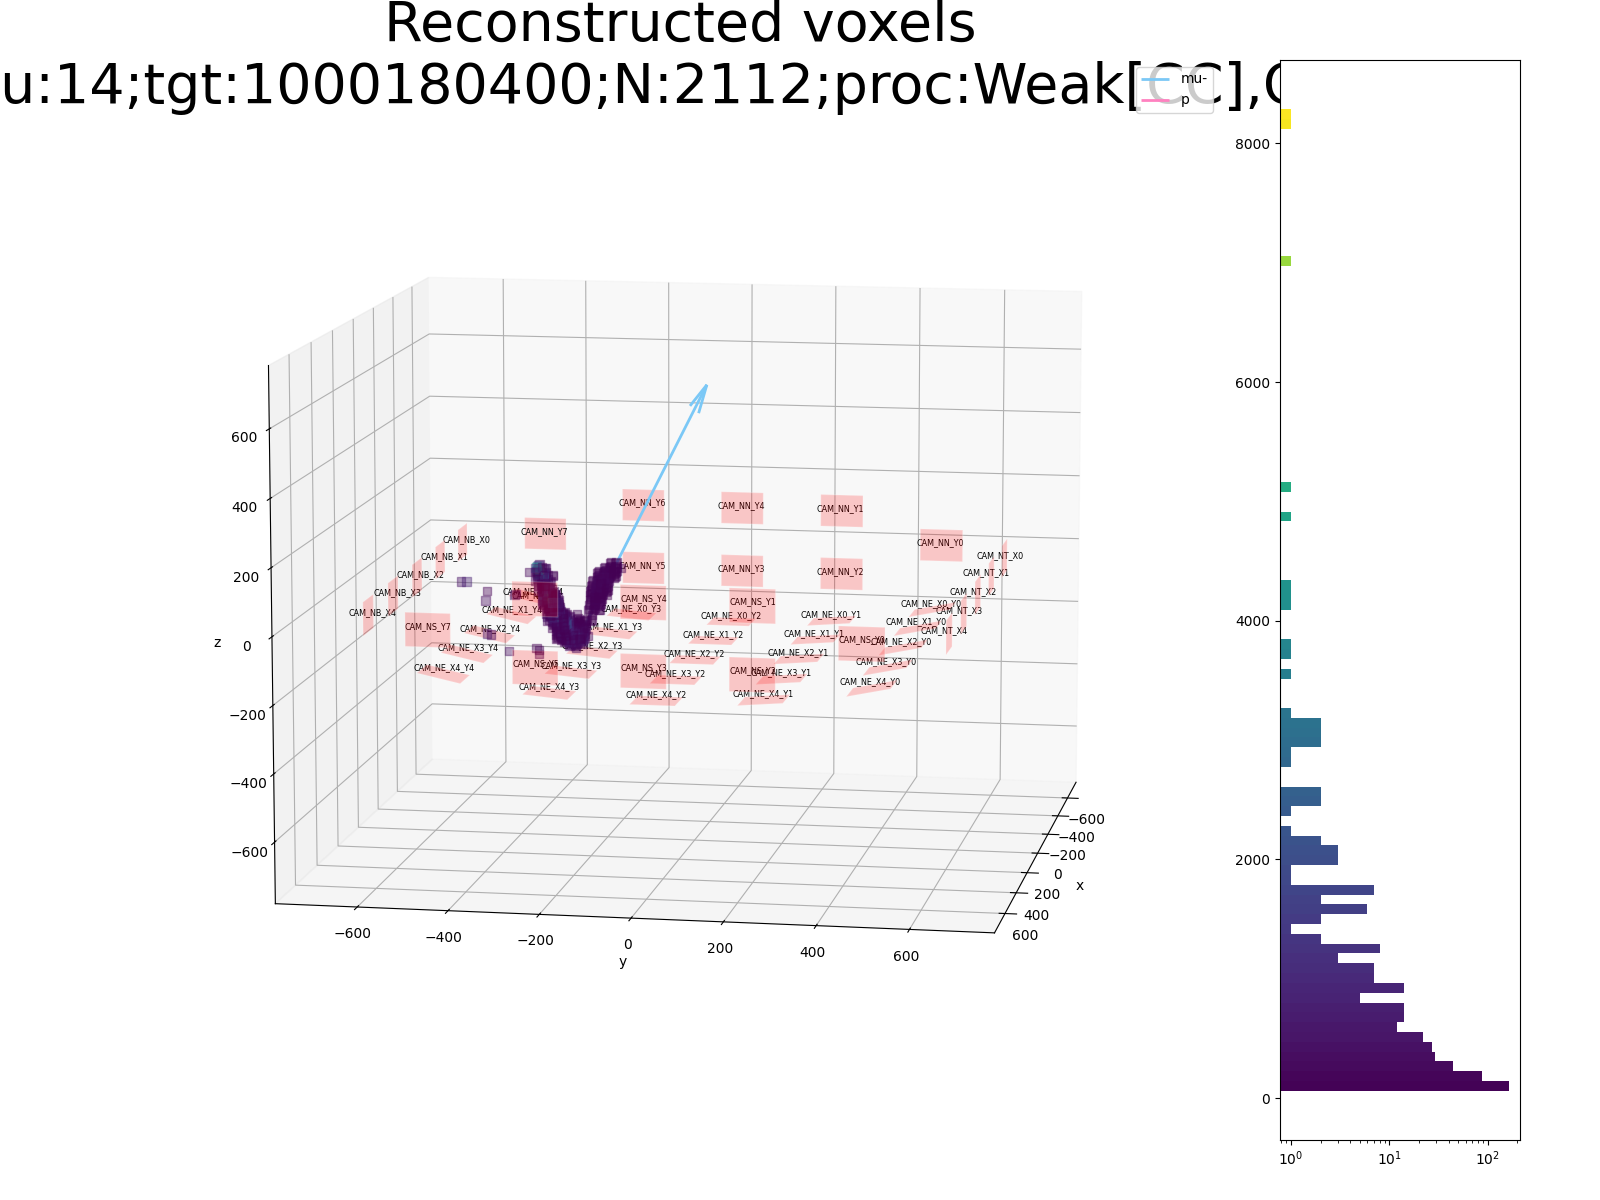 Reconstructed voxels
u:14;tgt:1000180400;N:2112;proc:Weak[CC],
mu-
p
8000
6000
4000
2000
0
10^0
10^1
10^2
600
400
200
0
−200
−400
−600
z
−600
−400
−200
0
200
400
600
y
−600
−400
−200
0
200
400
600
x
CAM_NN_Y6
CAM_NN_Y4
CAM_NN_Y1
CAM_NN_Y7
CAM_NN_Y0
CAM_NB_X0
CAM_NB_X1
CAM_NB_X2
CAM_NB_X3
CAM_NB_X4
CAM_NN_Y5
CAM_NN_Y3
CAM_NN_Y2
CAM_NT_X0
CAM_NT_X1
CAM_NT_X2
CAM_NT_X3
CAM_NT_X4
CAM_NS_Y4
CAM_NS_Y1
CAM_NS_Y7
CAM_NE_X0_Y3
CAM_NE_X0_Y2
CAM_NE_X0_Y1
CAM_NE_X0_Y0
CAM_NE_X1_Y4
CAM_NE_X1_Y3
CAM_NE_X1_Y2
CAM_NE_X1_Y1
CAM_NE_X1_Y0
CAM_NE_X2_Y4
CAM_NE_X2_Y3
CAM_NE_X2_Y2
CAM_NE_X2_Y1
CAM_NS_Y0
CAM_NE_X2_Y0
CAM_NE_X3_Y4
CAM_NS_Y5
CAM_NE_X3_Y3
CAM_NS_Y3
CAM_NE_X3_Y2
CAM_NE_X3_Y1
CAM_NE_X3_Y0
CAM_NE_X4_Y4
CAM_NE_X4_Y3
CAM_NE_X4_Y2
CAM_NE_X4_Y1
CAM_NE_X4_Y0